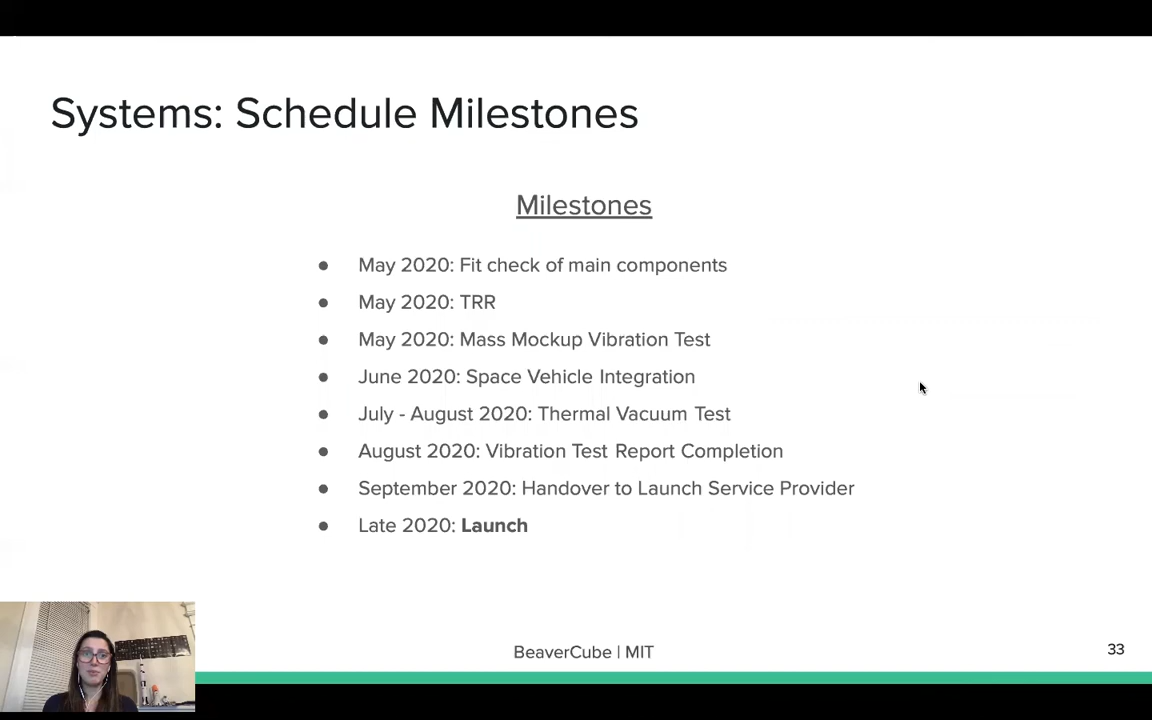 Systems: Schedule Milestones
Milestones
● May 2020: Fit check of main components
● May 2020: TRR
● May 2020: Mass Mockup Vibration Test
● June 2020: Space Vehicle Integration
● July - August 2020: Thermal Vacuum Test
● August 2020: Vibration Test Report Completion
● September 2020: Handover to Launch Service Provider
● Late 2020: Launch
BeaverCube | MIT
33